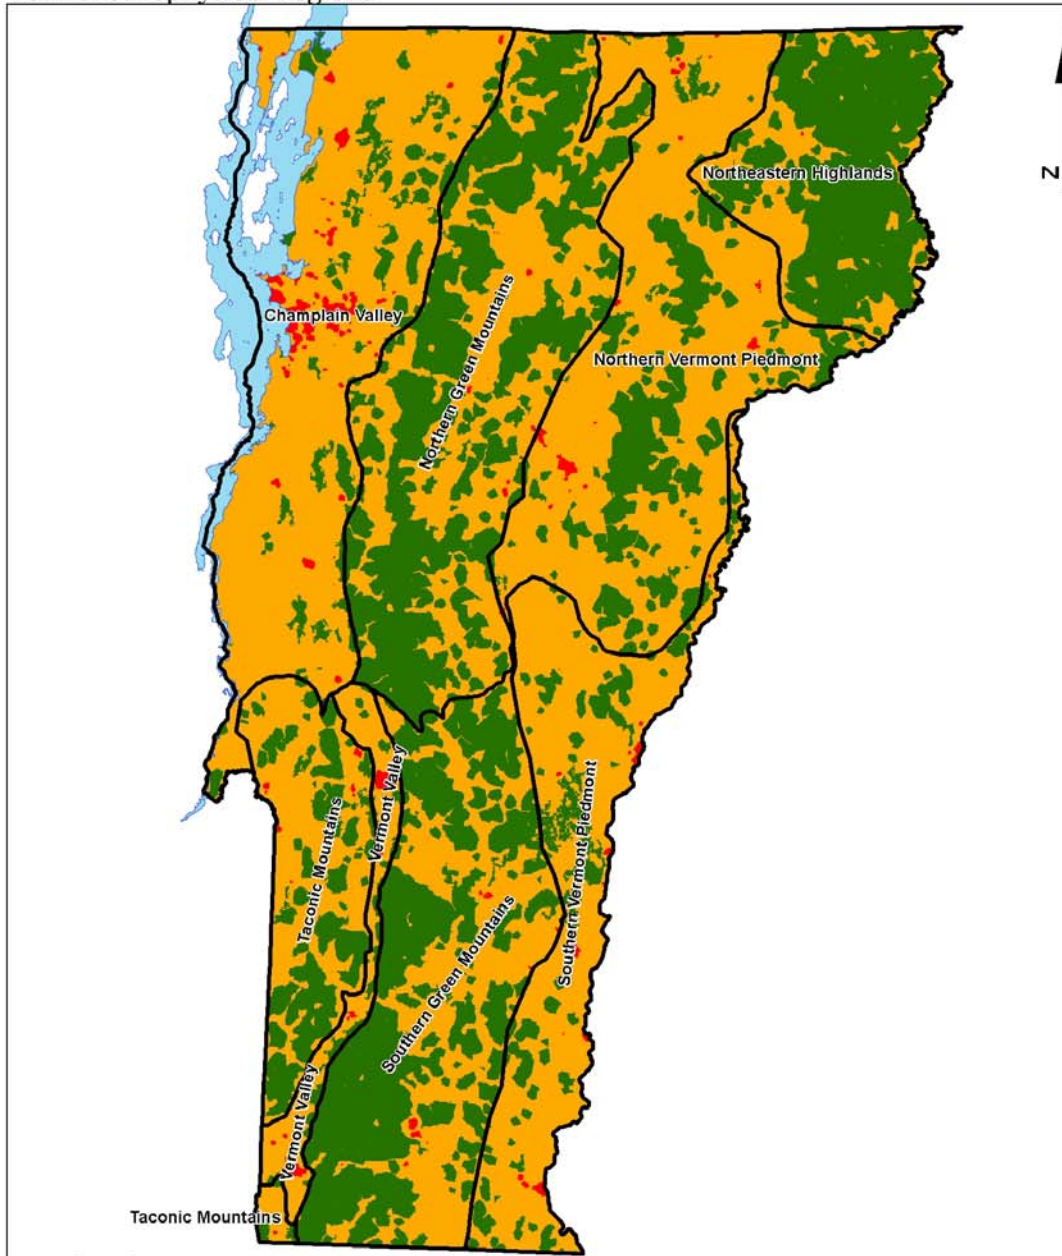 Northeastern Highlands
Champlain Valley
Northern Green Mountains
Northern Vermont Piedmont
Vermont Valley
Taconic Mountains
Southern Vermont Piedmont
Southern Green Mountains
Vermont Valley
Taconic Mountains
z